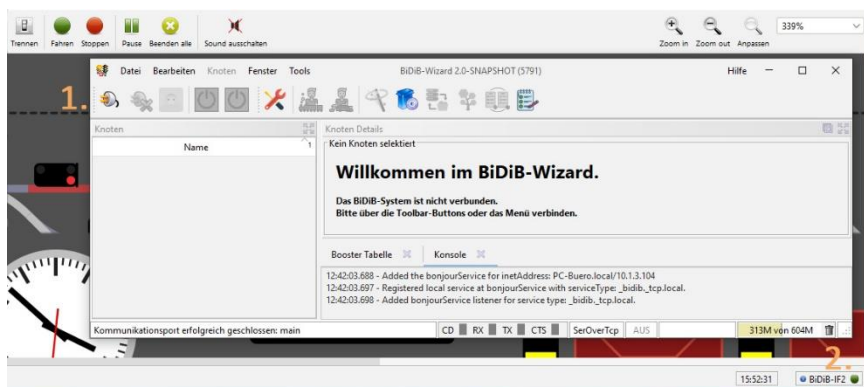 339%
Trennen Fahren Stoppen Pause Beenden alle Sound ausschalten Zoom in Zoom out Anpassen
Datei Bearbeiten Knoten Fenster Tools BiDiB-Wizard 2.0-SNAPSHOT (5791) Hilfe
1.
Knoten
Name 1
Knoten Details
Kein Knoten selektiert
Willkommen im BiDiB-Wizard.
Das BiDiB-System ist nicht verbunden.
Bitte über die Toolbar-Buttons oder das Menü verbinden.
Booster Tabelle Konsole
12:42:03.688 - Added the bonjourService for inetAddress: PC-Buero.local/10.1.3.104
12:42:03.697 - Registered local service at bonjourService with serviceType: _bidib._tcp.local.
12:42:03.698 - Added bonjourService listener for service type: _bidib._tcp.local.
Kommunikationsport erfolgreich geschlossen: main CD RX TX CTS SerOverTcp AUS 313M von 604M
2.
15:52:31 BiDiB-IF2